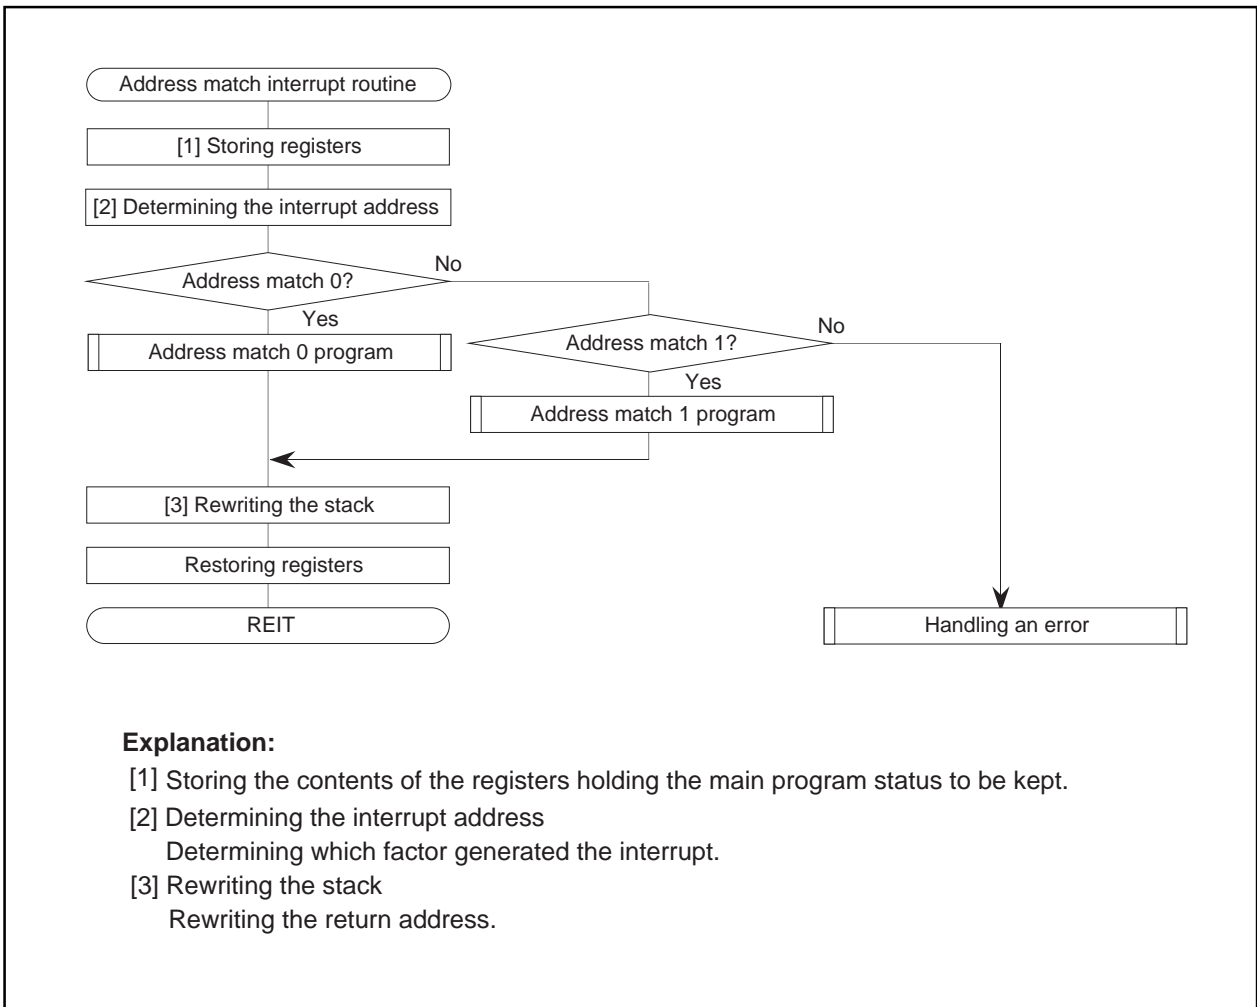 Address match interrupt routine
[1] Storing registers
[2] Determining the interrupt address
Address match 0?
No
Yes
Address match 0 program
Address match 1?
No
Yes
Address match 1 program
[3] Rewriting the stack
Restoring registers
REIT
Handling an error
Explanation:
[1] Storing the contents of the registers holding the main program status to be kept.
[2] Determining the interrupt address
Determining which factor generated the interrupt.
[3] Rewriting the stack
Rewriting the return address.